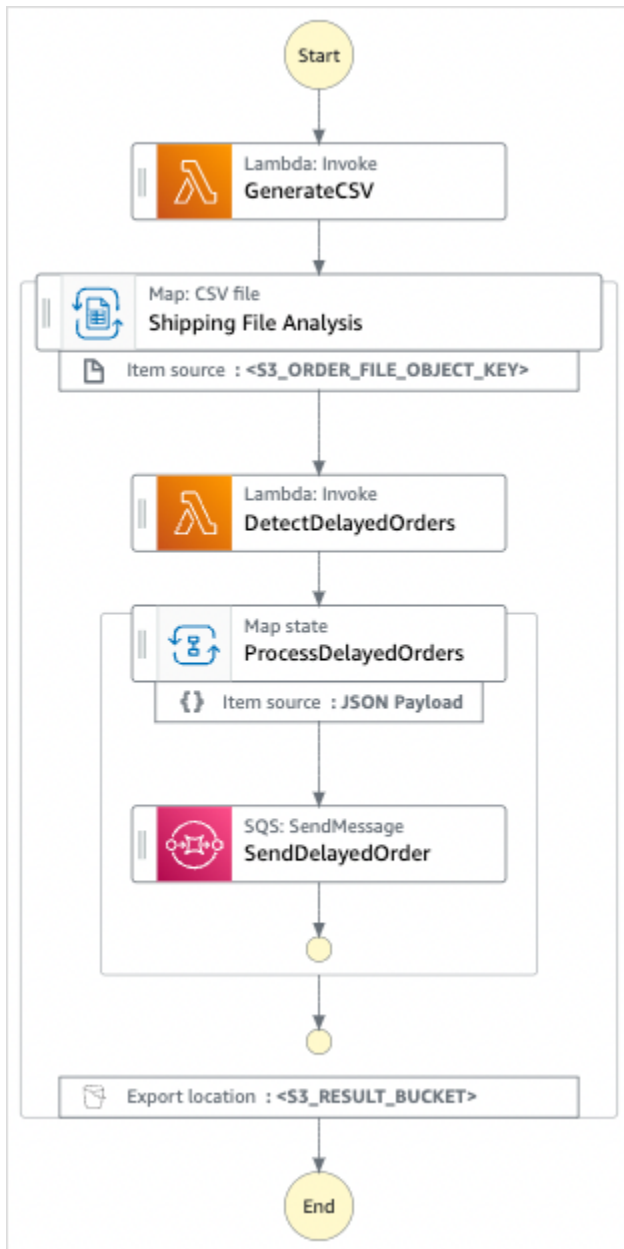 Start
Lambda: Invoke
GenerateCSV
Map: CSV file
Shipping File Analysis
Item source : <S3_ORDER_FILE_OBJECT_KEY>
Lambda: Invoke
DetectDelayedOrders
Map state
ProcessDelayedOrders
{} Item source : JSON Payload
SQS: SendMessage
SendDelayedOrder
Export location : <S3_RESULT_BUCKET>
End